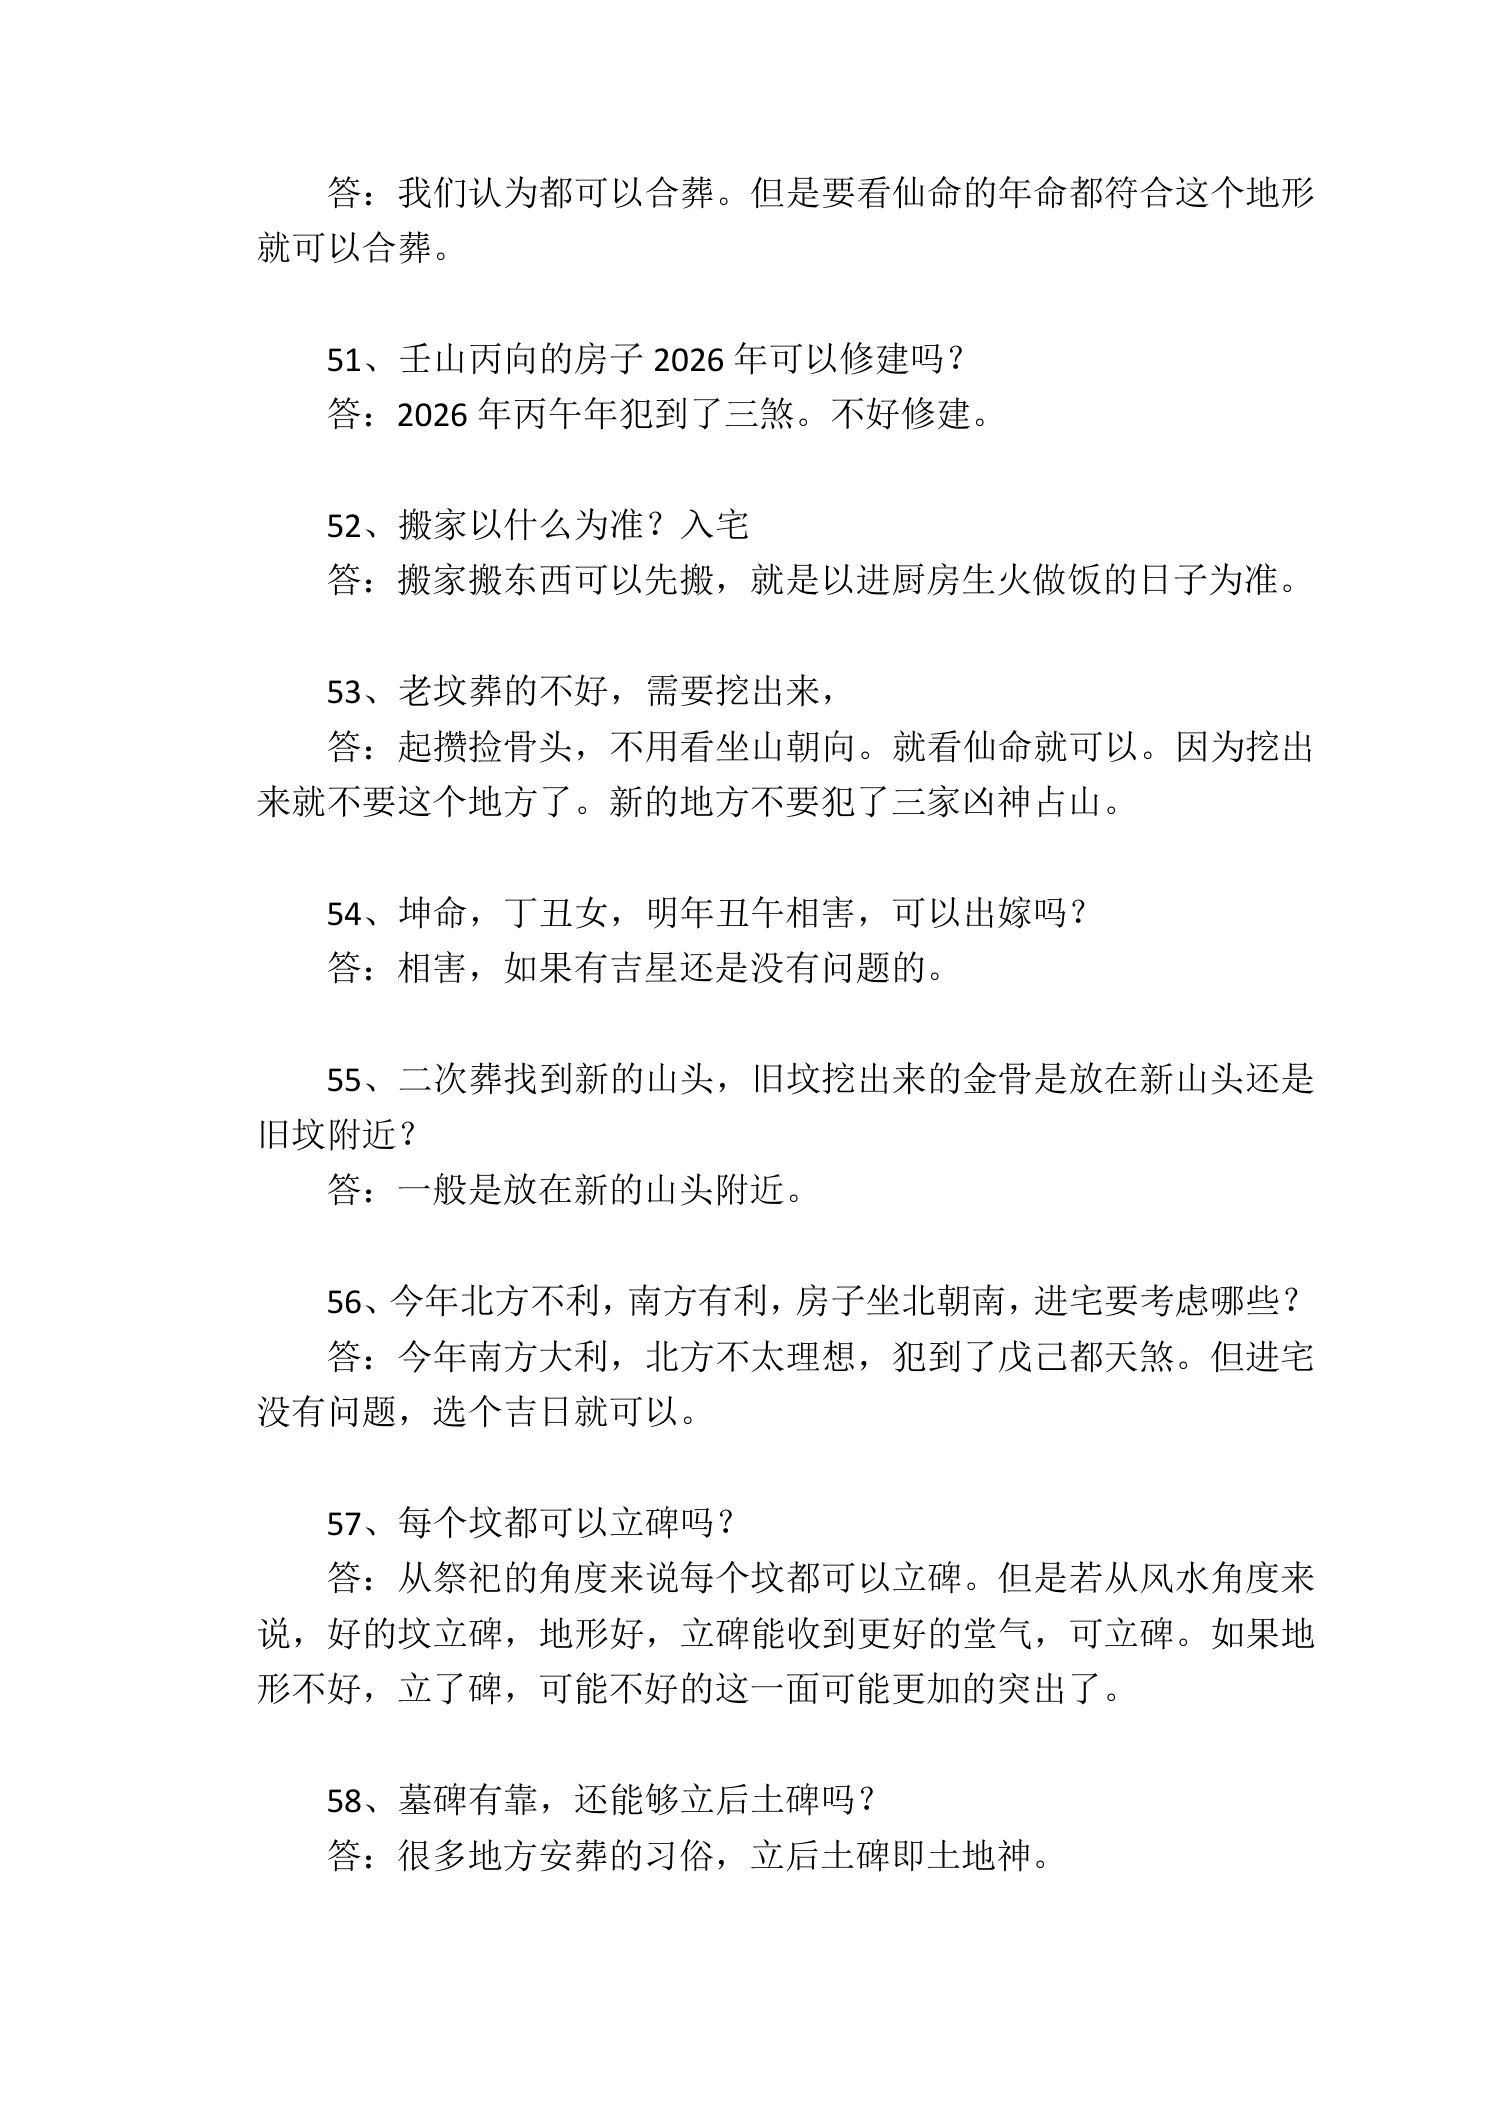 答：我们认为都可以合葬。但是要看仙命的年命都符合这个地形
就可以合葬。
51、壬山丙向的房子 2026 年可以修建吗？
答：2026 年丙午年犯到了三煞。不好修建。
52、搬家以什么为准？入宅
答：搬家搬东西可以先搬，就是以进厨房生火做饭的日子为准。
53、老坟葬的不好，需要挖出来，
答：起攒捡骨头，不用看坐山朝向。就看仙命就可以。因为挖出
来就不要这个地方了。新的地方不要犯了三家凶神占山。
54、坤命，丁丑女，明年丑午相害，可以出嫁吗？
答：相害，如果有吉星还是没有问题的。
55、二次葬找到新的山头，旧坟挖出来的金骨是放在新山头还是
旧坟附近？
答：一般是放在新的山头附近。
56、今年北方不利，南方有利，房子坐北朝南，进宅要考虑哪些？
答：今年南方大利，北方不太理想，犯到了戊己都天煞。但进宅
没有问题，选个吉日就可以。
57、每个坟都可以立碑吗？
答：从祭祀的角度来说每个坟都可以立碑。但是若从风水角度来
说，好的坟立碑，地形好，立碑能收到更好的堂气，可立碑。如果地
形不好，立了碑，可能不好的这一面可能更加的突出了。
58、墓碑有靠，还能够立后土碑吗？
答：很多地方安葬的习俗，立后土碑即土地神。